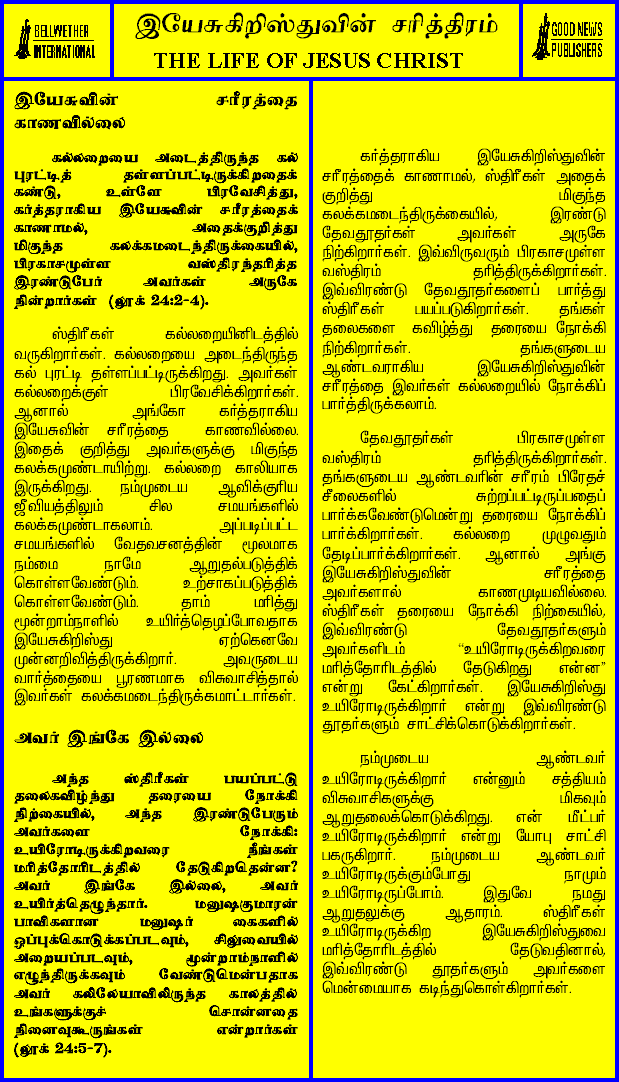 BELLWETHER
INTERNATIONAL
இயேசுகிறிஸ்துவின் சரித்திரம்
THE LIFE OF JESUS CHRIST
GOOD NEWS
PUBLISHERS
இயேசுவின் சரீரத்தை
காணவில்லை
கல்லறையை அடைத்திருந்த கல்
புரட்டித் தள்ளப்பட்டிருக்கிறதைக்
கண்டு, உள்ளே பிரவேசித்து,
கர்த்தராகிய இயேசுவின் சரீரத்தைக்
காணாமல், அதைக்குறித்து
மிகுந்த கலக்கமடைந்திருக்கையில்,
பிரகாசமுள்ள வஸ்திரந்தரித்த
இரண்டுபேர் அவர்கள் அருகே
நின்றார்கள் (லூக் 24:2-4).
ஸ்திரீகள் கல்லறையினிடத்தில்
வருகிறார்கள். கல்லறையை அடைந்திருந்த
கல் புரட்டி தள்ளப்பட்டிருக்கிறது. அவர்கள்
கல்லறைக்குள் பிரவேசிக்கிறார்கள்.
ஆனால் அங்கோ கர்த்தராகிய
இயேசுவின் சரீரத்தை காணவில்லை.
இதைக் குறித்து அவர்களுக்கு மிகுந்த
கலக்கமுண்டாயிற்று. கல்லறை காலியாக
இருக்கிறது. நம்முடைய ஆவிக்குரிய
ஜீவியத்திலும் சில சமயங்களில்
கலக்கமுண்டாகலாம். அப்படிப்பட்ட
சமயங்களில் வேதவசனத்தின் மூலமாக
நம்மை நாமே ஆறுதல்படுத்திக்
கொள்ளவேண்டும். உற்சாகப்படுத்திக்
கொள்ளவேண்டும். தாம் மரித்து
மூன்றாம்நாளில் உயிர்த்தெழப்போவதாக
இயேசுகிறிஸ்து ஏற்கெனவே
முன்னறிவித்திருக்கிறார். அவருடைய
வார்த்தையை பூரணமாக விசுவாசித்தால்
இவர்கள் கலக்கமடைந்திருக்கமாட்டார்கள்.
அவர் இங்கே இல்லை
அந்த ஸ்திரீகள் பயப்பட்டு
தலைகவிழ்ந்து தரையை நோக்கி
நிற்கையில், அந்த இரண்டுபேரும்
அவர்களை நோக்கி:
உயிரோடிருக்கிறவரை நீங்கள்
மரித்தோரிடத்தில் தேடுகிறதென்ன?
அவர் இங்கே இல்லை, அவர்
உயிர்த்தெழுந்தார். மனுஷகுமாரன்
பாவிகளான மனுஷர் கைகளில்
ஒப்புக்கொடுக்கப்படவும், சிலுவையில்
அறையப்படவும், மூன்றாம்நாளில்
எழுந்திருக்கவும் வேண்டுமென்பதாக
அவர் கலிலேயாவிலிருந்த காலத்தில்
உங்களுக்குச் சொன்னதை
நினைவுகூருங்கள் என்றார்கள்
(லூக் 24:5-7).
கர்த்தராகிய இயேசுகிறிஸ்துவின்
சரீரத்தைக் காணாமல், ஸ்திரீகள் அதைக்
குறித்து மிகுந்த
கலக்கமடைந்திருக்கையில், இரண்டு
தேவதூதர்கள் அவர்கள் அருகே
நிற்கிறார்கள். இவ்விருவரும் பிரகாசமுள்ள
வஸ்திரம் தரித்திருக்கிறார்கள்.
இவ்விரண்டு தேவதூதர்களைப் பார்த்து
ஸ்திரீகள் பயப்படுகிறார்கள். தங்கள்
தலைகளை கவிழ்த்து தரையை நோக்கி
நிற்கிறார்கள். தங்களுடைய
ஆண்டவராகிய இயேசுகிறிஸ்துவின்
சரீரத்தை இவர்கள் கல்லறையில் நோக்கிப்
பார்த்திருக்கலாம்.
தேவதூதர்கள் பிரகாசமுள்ள
வஸ்திரம் தரித்திருக்கிறார்கள்.
தங்களுடைய ஆண்டவரின் சரீரம் பிரேதச்
சீலைகளில் சுற்றப்பட்டிருப்பதைப்
பார்க்கவேண்டுமென்று தரையை நோக்கிப்
பார்க்கிறார்கள். கல்லறை முழுவதும்
தேடிப்பார்க்கிறார்கள். ஆனால் அங்கு
இயேசுகிறிஸ்துவின் சரீரத்தை
அவர்களால் காணமுடியவில்லை.
ஸ்திரீகள் தரையை நோக்கி நிற்கையில்,
இவ்விரண்டு தேவதூதர்களும்
அவர்களிடம் “உயிரோடிருக்கிறவரை
மரித்தோரிடத்தில் தேடுகிறது என்ன”
என்று கேட்கிறார்கள். இயேசுகிறிஸ்து
உயிரோடிருக்கிறார் என்று இவ்விரண்டு
தூதர்களும் சாட்சிக்கொடுக்கிறார்கள்.
நம்முடைய ஆண்டவர்
உயிரோடிருக்கிறார் என்னும் சத்தியம்
விசுவாசிகளுக்கு மிகவும்
ஆறுதலைக்கொடுக்கிறது. என் மீட்பர்
உயிரோடிருக்கிறார் என்று யோபு சாட்சி
பகருகிறார். நம்முடைய ஆண்டவர்
உயிரோடிருக்கும்போது நாமும்
உயிரோடிருப்போம். இதுவே நமது
ஆறுதலுக்கு ஆதாரம். ஸ்திரீகள்
உயிரோடிருக்கிற இயேசுகிறிஸ்துவை
மரித்தோரிடத்தில் தேடுவதினால்,
இவ்விரண்டு தூதர்களும் அவர்களை
மென்மையாக கடிந்துகொள்கிறார்கள்.